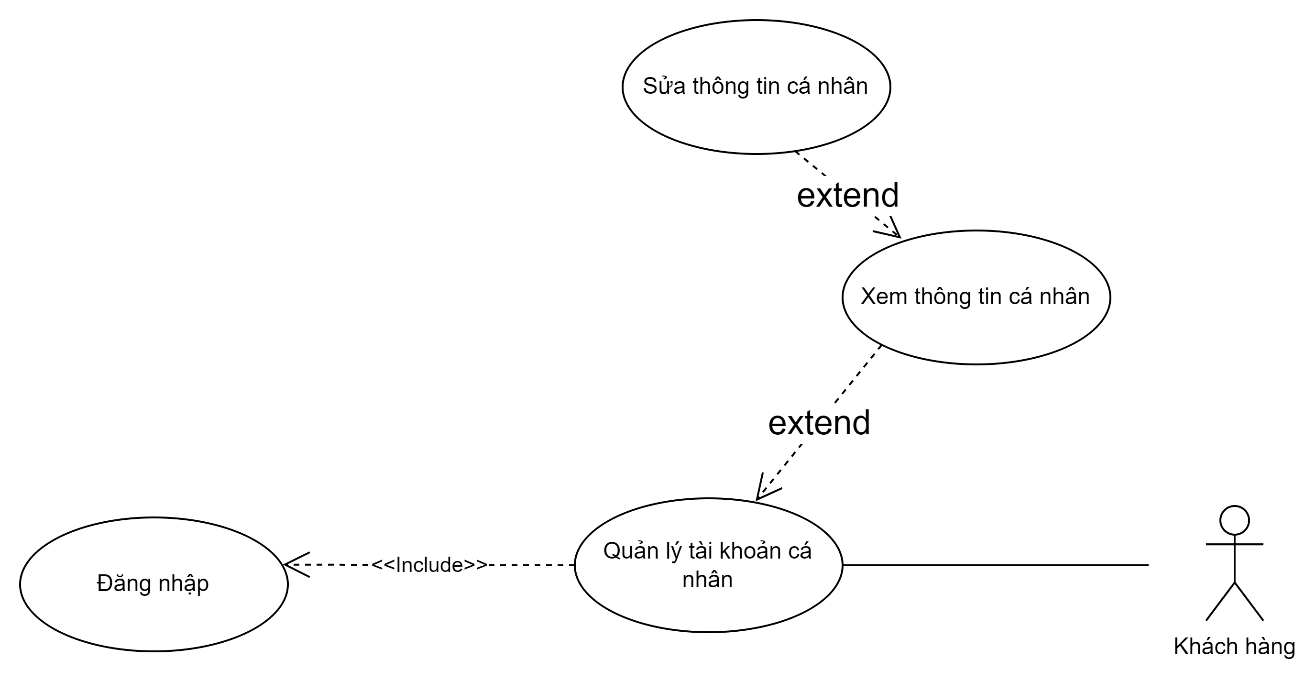 Sửa thông tin cá nhân
extend
Xem thông tin cá nhân
extend
Quản lý tài khoản cá
nhân
<<Include>>
Đăng nhập
Khách hàng